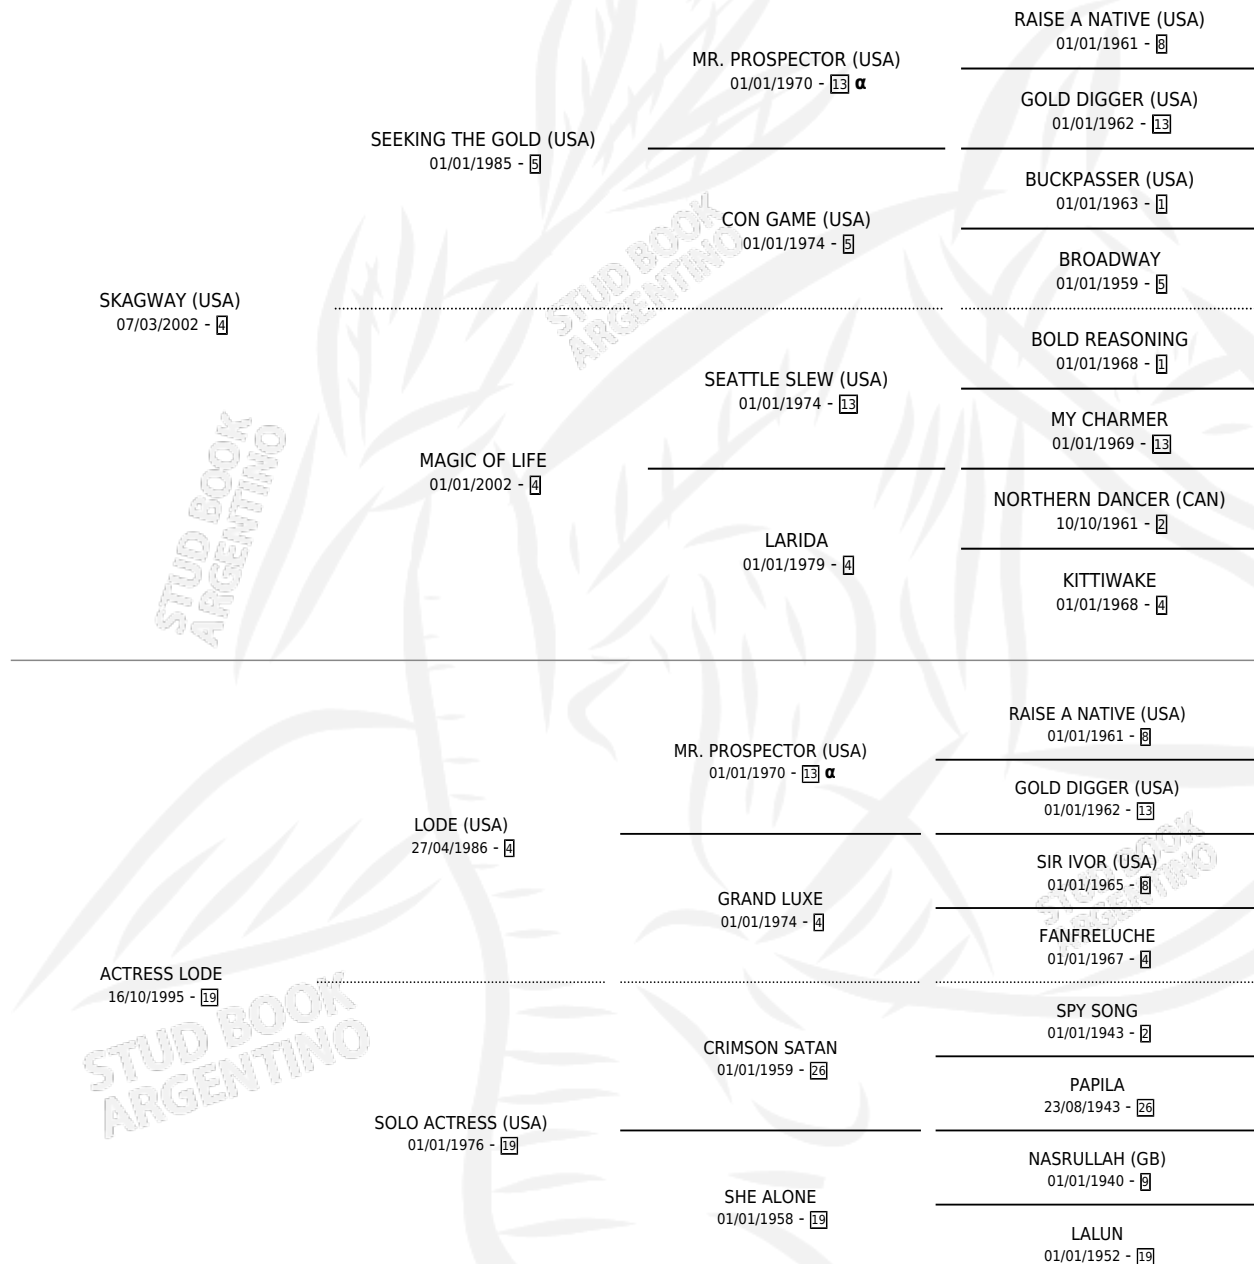 RAISE A NATIVE (USA)
01/01/1961 - 8
MR. PROSPECTOR (USA)
01/01/1970 - 13 α
GOLD DIGGER (USA)
01/01/1962 - 13
SEEKING THE GOLD (USA)
01/01/1985 - 5
BUCKPASSER (USA)
01/01/1963 - 1
CON GAME (USA)
01/01/1974 - 5
BROADWAY
01/01/1959 - 5
SKAGWAY (USA)
07/03/2002 - 4
STUD BOOK
ARGENTINO
BOLD REASONING
01/01/1968 - 1
SEATTLE SLEW (USA)
01/01/1974 - 13
MY CHARMER
01/01/1969 - 13
MAGIC OF LIFE
01/01/2002 - 4
NORTHERN DANCER (CAN)
10/10/1961 - 2
LARIDA
01/01/1979 - 4
KITTIWAKE
01/01/1968 - 4
STUD BOOK
ARGENTINO
RAISE A NATIVE (USA)
01/01/1961 - 8
MR. PROSPECTOR (USA)
01/01/1970 - 13 α
GOLD DIGGER (USA)
01/01/1962 - 13
LODE (USA)
27/04/1986 - 4
SIR IVOR (USA)
01/01/1965 - 8
STUD BOOK
ARGENTINO
GRAND LUXE
01/01/1974 - 4
FANFRELUCHE
01/01/1967 - 4
ACTRESS LODE
16/10/1995 - 19
STUD BOOK
ARGENTINO
SPY SONG
01/01/1943 - 2
CRIMSON SATAN
01/01/1959 - 26
PAPILA
23/08/1943 - 26
SOLO ACTRESS (USA)
01/01/1976 - 19
NASRULLAH (GB)
01/01/1940 - 9
SHE ALONE
01/01/1958 - 19
LALUN
01/01/1952 - 19